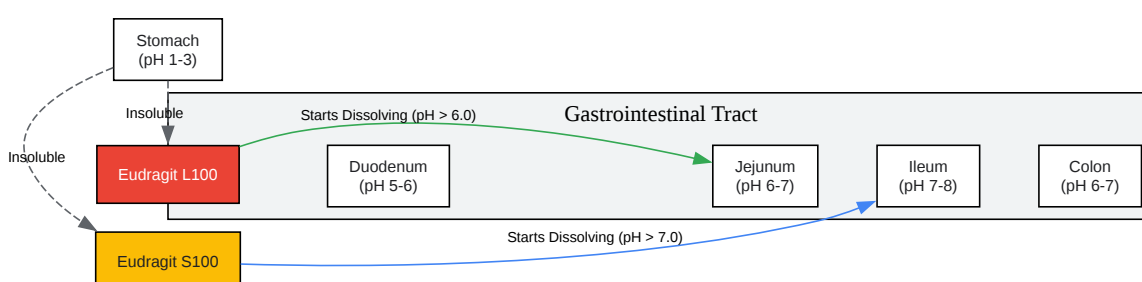 Stomach
(pH 1-3)
Insoluble
Starts Dissolving (pH > 6.0)
Gastrointestinal Tract
Insoluble
Eudragit L100
Duodenum
(pH 5-6)
Jejunum
(pH 6-7)
Ileum
(pH 7-8)
Colon
(pH 6-7)
Starts Dissolving (pH > 7.0)
Eudragit S100